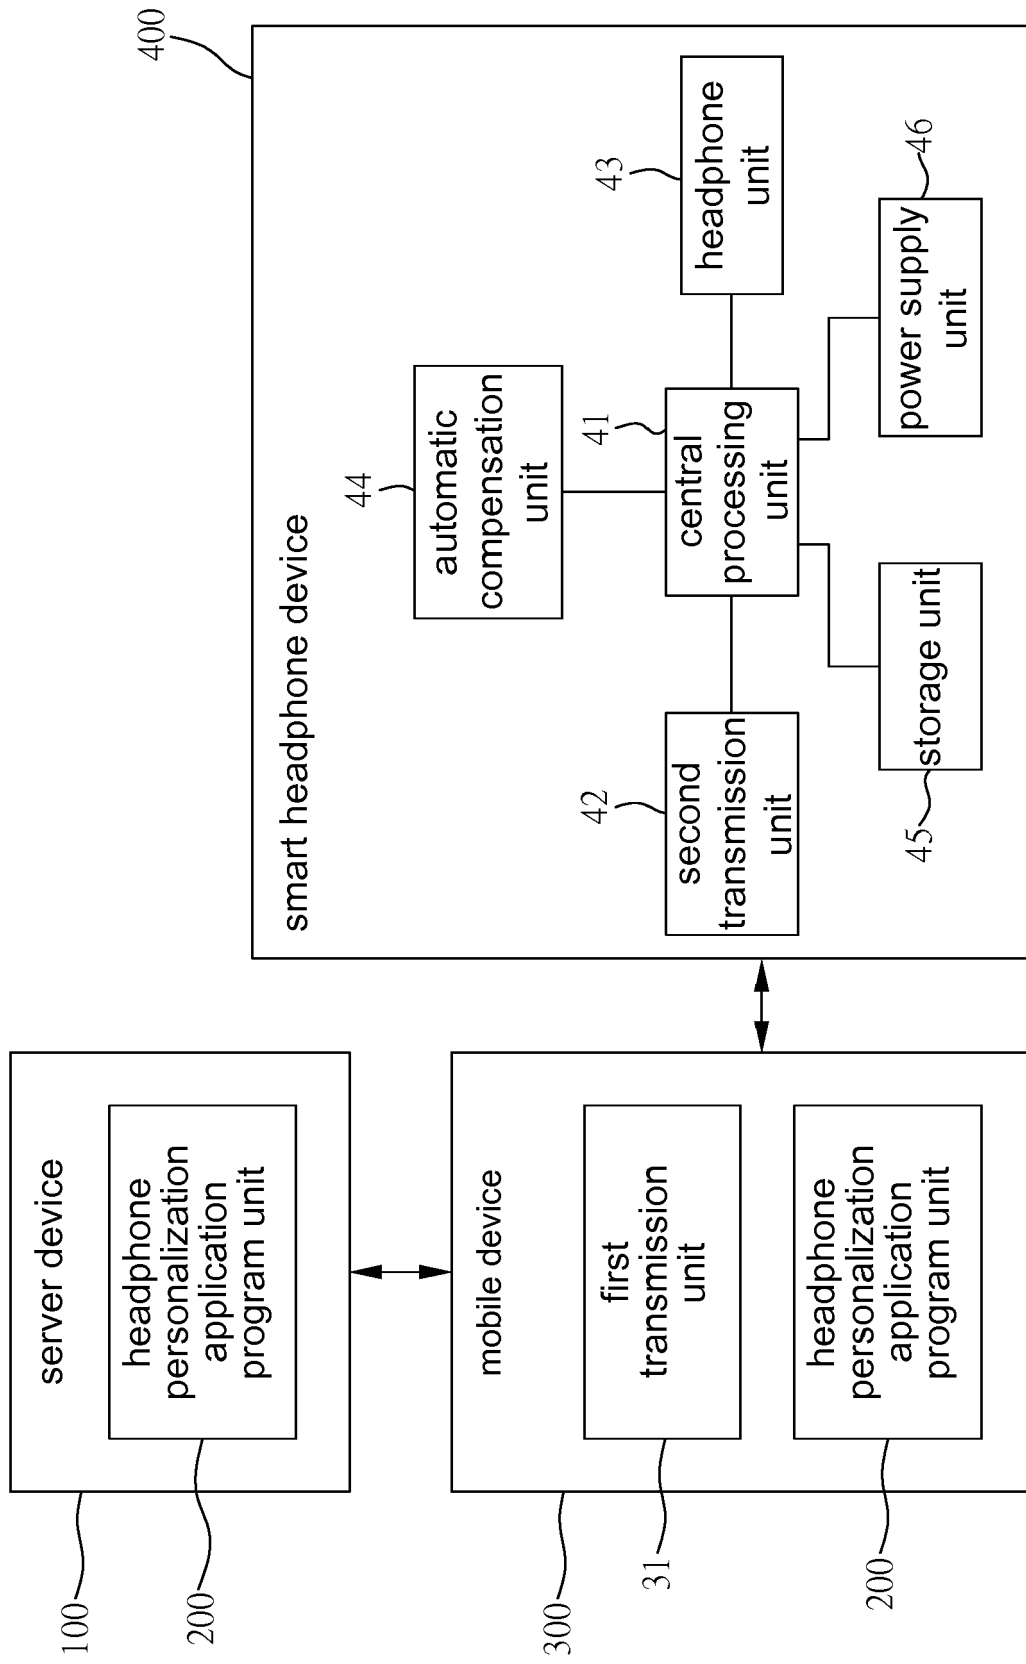 100
server device
200
headphone
personalization
application
program unit
300
mobile device
31
first
transmission
unit
200
headphone
personalization
application
program unit
400
smart headphone device
44
automatic
compensation
unit
42
second
transmission
unit
41
central
processing
unit
43
headphone
unit
45
storage unit
46
power supply
unit